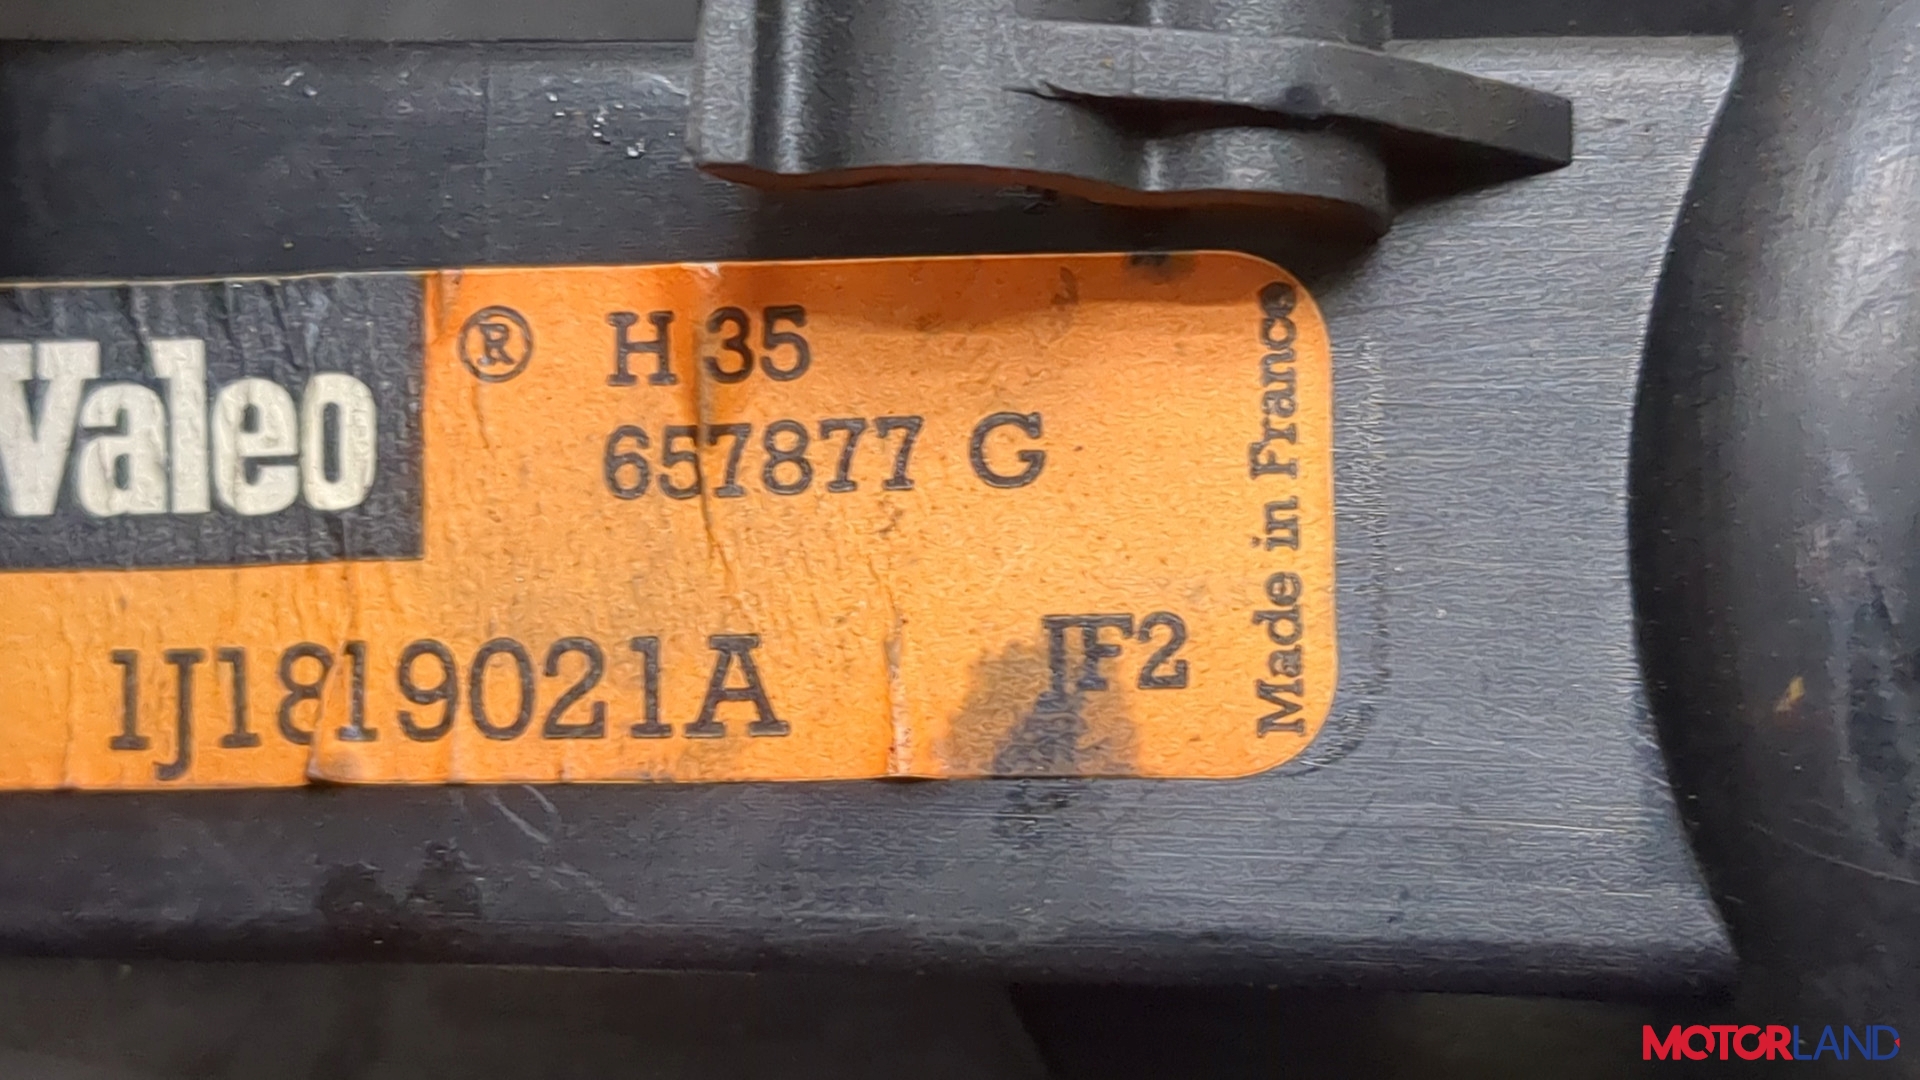 Valeo ® H 35
657877 G
1J1819021A IF2
Made in France
MOTORLAND